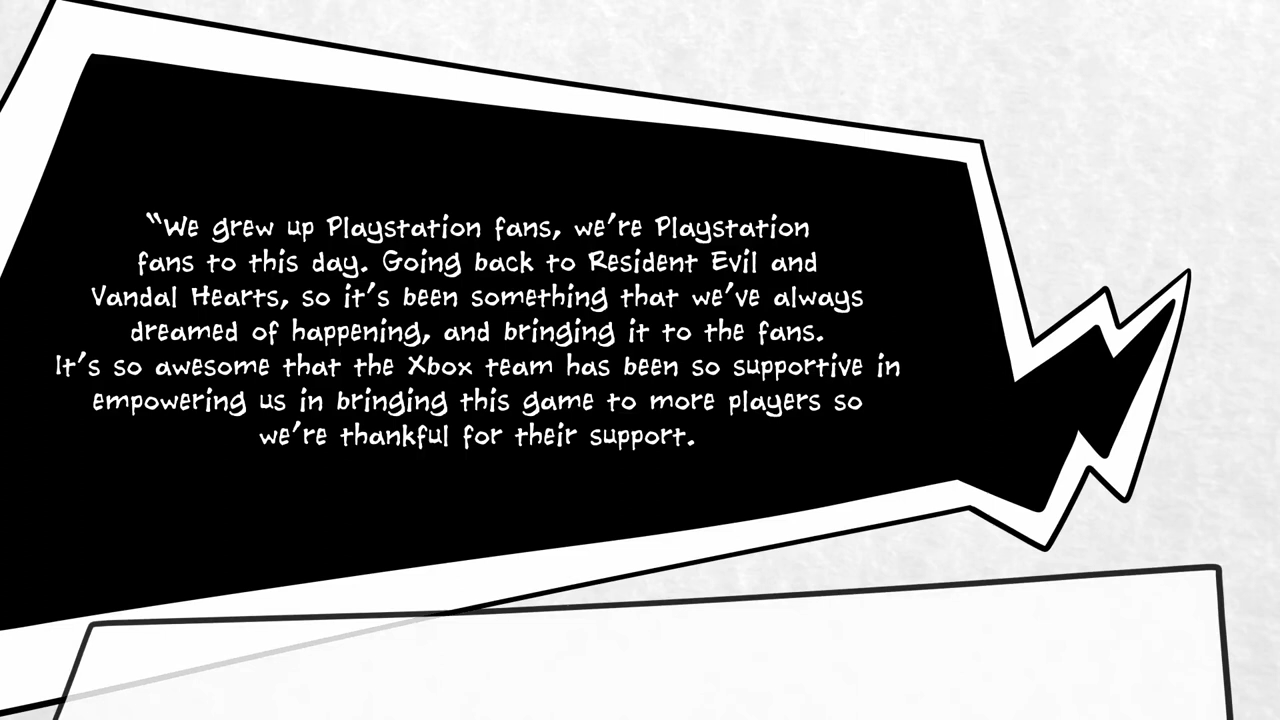 “We grew up Playstation fans, we’re Playstation
fans to this day. Going back to Resident Evil and
Vandal Hearts, so it’s been something that we’ve always
dreamed of happening, and bringing it to the fans.
It’s so awesome that the Xbox team has been so supportive in
empowering us in bringing this game to more players so
we’re thankful for their support.